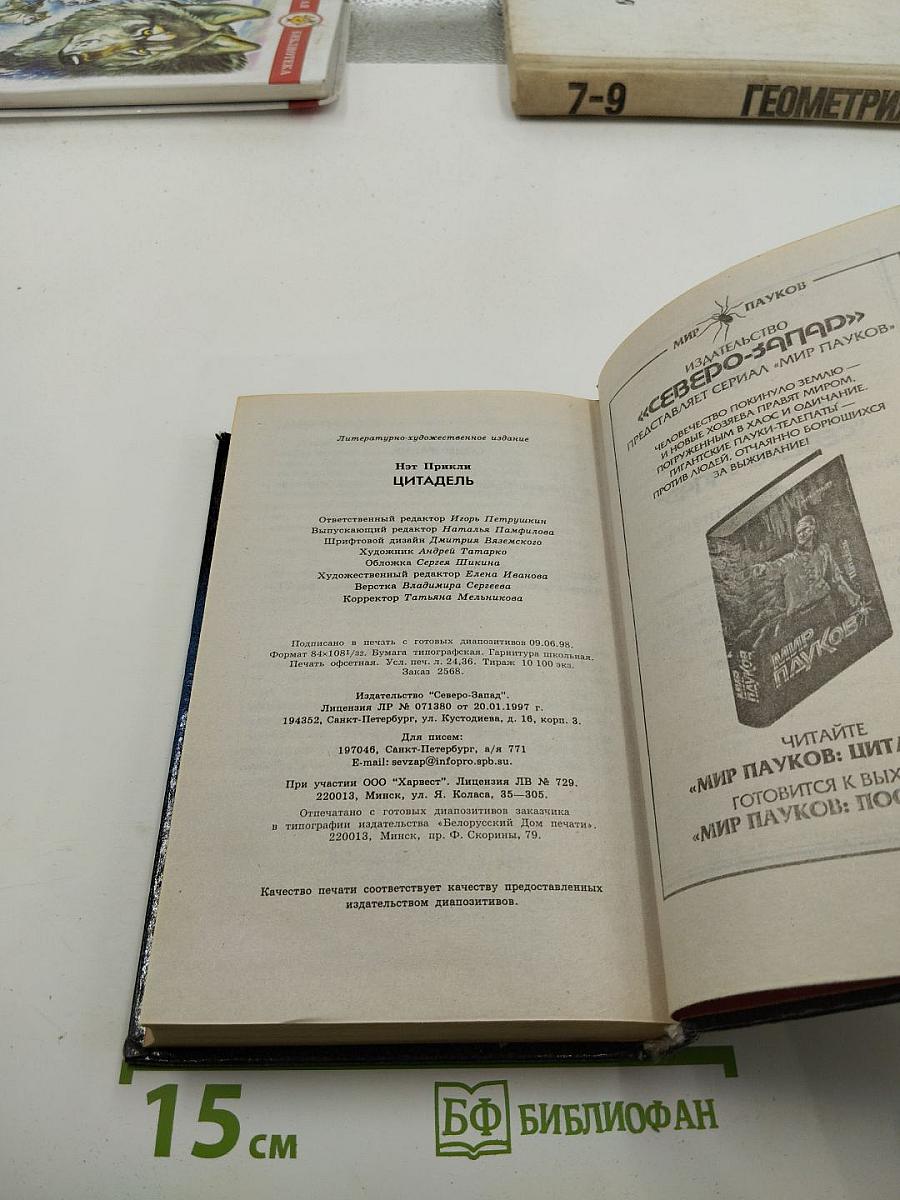 БИБЛИОТЕКА
7-9
ГЕОМЕТРИЯ
Литературно-художественное издание
Нэт Прикли
ЦИТАДЕЛЬ
Ответственный редактор Игорь Петрушкин
Выпускающий редактор Наталья Памфилова
Шрифтовой дизайн Дмитрия Вяземского
Художник Андрей Татарко
Обложка Сергея Шикина
Художественный редактор Елена Иванова
Верстка Владимира Сергеева
Корректор Татьяна Мельникова
Подписано в печать с готовых диапозитивов 09.06.98.
Формат 84×108 1/32. Бумага типографская. Гарнитура школьная.
Печать офсетная. Усл. печ. л. 24,36. Тираж 10 100 экз.
Заказ 2568.
Издательство "Северо-Запад".
Лицензия ЛР № 071380 от 20.01.1997 г.
194352, Санкт-Петербург, ул. Кустодиева, д. 16, корп. 3.
Для писем:
197046, Санкт-Петербург, а/я 771
E-mail: sevzap@infopro.spb.su.
При участии ООО "Харвест". Лицензия ЛВ № 729.
220013, Минск, ул. Я. Коласа, 35—305.
Отпечатано с готовых диапозитивов заказчика
в типографии издательства «Белорусский Дом печати».
220013, Минск, пр. Ф. Скорины, 79.
Качество печати соответствует качеству предоставленных
издательством диапозитивов.
МИР ПАУКОВ
ИЗДАТЕЛЬСТВО
«СЕВЕРО-ЗАПАД»
ПРЕДСТАВЛЯЕТ СЕРИАЛ «МИР ПАУКОВ»
ЧЕЛОВЕЧЕСТВО ПОКИНУЛО ЗЕМЛЮ —
И НОВЫЕ ХОЗЯЕВА ПРАВЯТ МИРОМ,
ПОГРУЖЕННЫМ В ХАОС И ОДИЧАНИЕ.
ГИГАНТСКИЕ ПАУКИ-ТЕЛЕПАТЫ —
ПРОТИВ ЛЮДЕЙ, ОТЧАЯННО БОРЮЩИХСЯ
ЗА ВЫЖИВАНИЕ!
МИР
ПАУКОВ
МИР
ПАУКОВ
ЧИТАЙТЕ
«МИР ПАУКОВ: ЦИТА
ГОТОВИТСЯ К ВЫХ
«МИР ПАУКОВ: ПОС
15 см
БФ БИБЛИОФАН